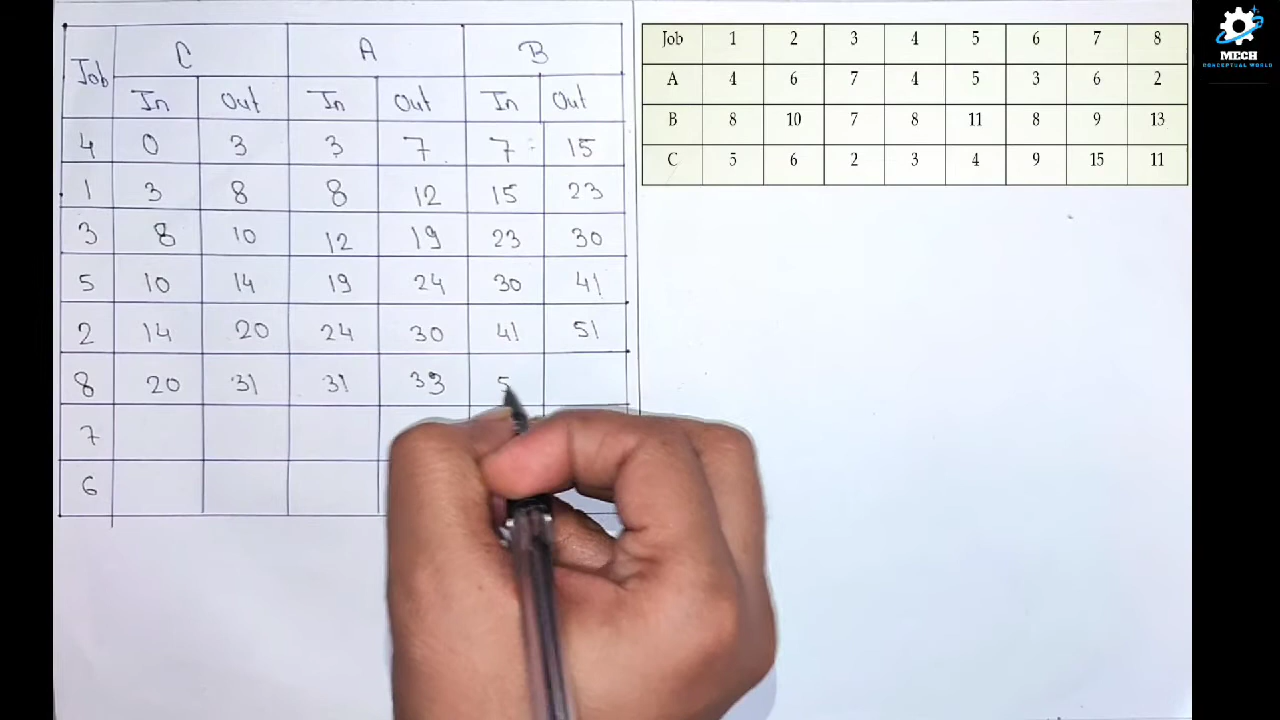 Job C A B
In Out In Out In Out
4 0 3 3 7 7 15
1 3 8 8 12 15 23
3 8 10 12 19 23 30
5 10 14 19 24 30 41
2 14 20 24 30 41 51
8 20 31 31 33 5
7
6
Job 1 2 3 4 5 6 7 8
A 4 6 7 4 5 3 6 2
B 8 10 7 8 11 8 9 13
C 5 6 2 3 4 9 15 11
MECH
CONCEPTUAL WORLD